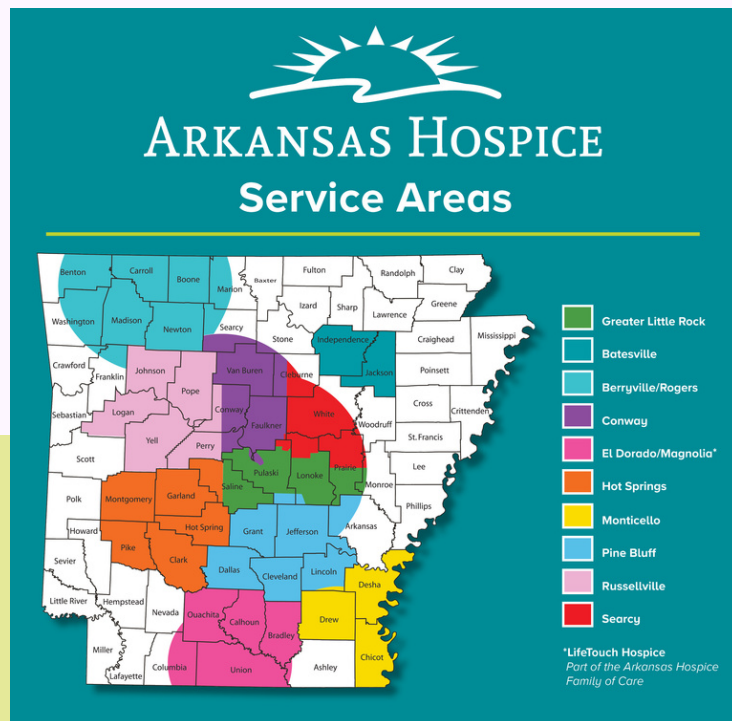 ARKANSAS HOSPICE
Service Areas
Benton
Carroll
Boone
Marion
Baxter
Fulton
Randolph
Clay
Izard
Sharp
Lawrence
Greene
Washington
Madison
Newton
Searcy
Stone
Independence
Craighead
Mississippi
Crawford
Franklin
Johnson
Pope
Van Buren
Cleburne
Jackson
Poinsett
Sebastian
Logan
Conway
Faulkner
White
Woodruff
Cross
Crittenden
St. Francis
Scott
Yell
Perry
Pulaski
Lonoke
Prairie
Monroe
Lee
Phillips
Saline
Polk
Montgomery
Garland
Hot Spring
Grant
Jefferson
Arkansas
Howard
Pike
Clark
Dallas
Cleveland
Lincoln
Desha
Sevier
Little River
Hempstead
Nevada
Ouachita
Calhoun
Bradley
Drew
Chicot
Miller
Lafayette
Columbia
Union
Ashley
Greater Little Rock
Batesville
Berryville/Rogers
Conway
El Dorado/Magnolia*
Hot Springs
Monticello
Pine Bluff
Russellville
Searcy
*LifeTouch Hospice
Part of the Arkansas Hospice
Family of Care